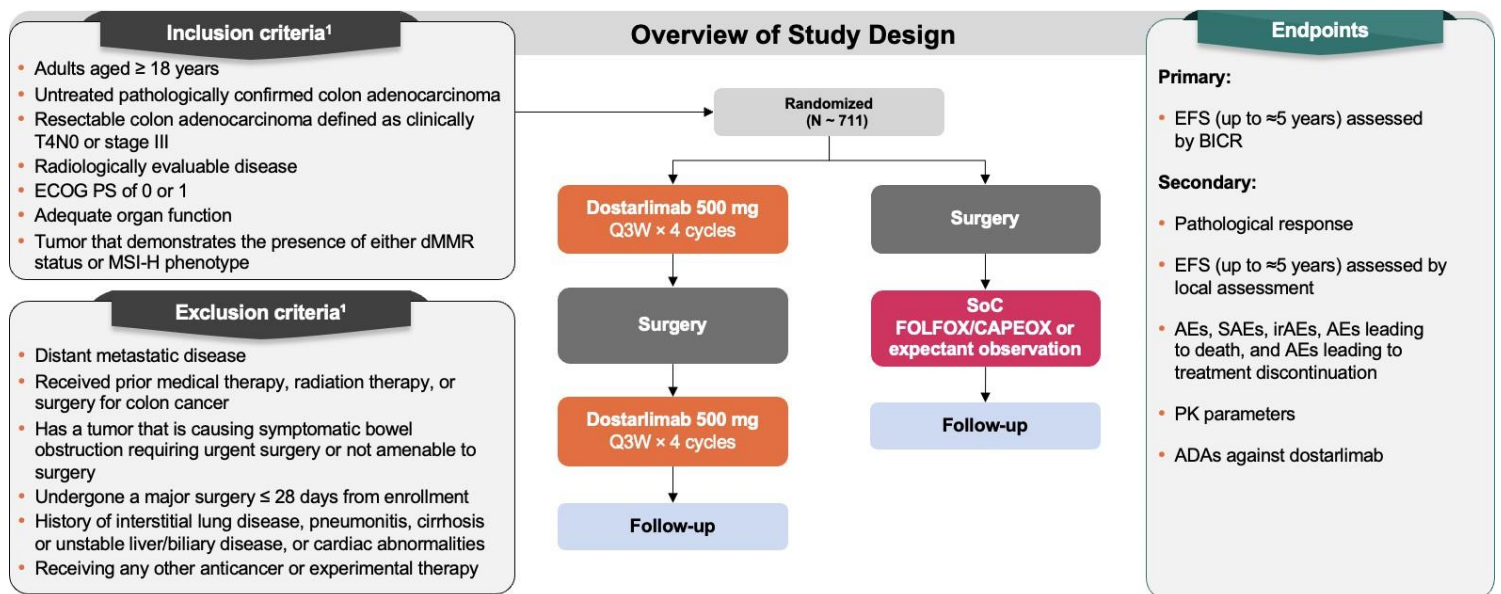 Inclusion criteria1
• Adults aged ≥ 18 years
• Untreated pathologically confirmed colon adenocarcinoma
• Resectable colon adenocarcinoma defined as clinically
T4N0 or stage III
• Radiologically evaluable disease
• ECOG PS of 0 or 1
• Adequate organ function
• Tumor that demonstrates the presence of either dMMR
status or MSI-H phenotype
Exclusion criteria1
• Distant metastatic disease
• Received prior medical therapy, radiation therapy, or
surgery for colon cancer
• Has a tumor that is causing symptomatic bowel
obstruction requiring urgent surgery or not amenable to
surgery
• Undergone a major surgery ≤ 28 days from enrollment
• History of interstitial lung disease, pneumonitis, cirrhosis
or unstable liver/biliary disease, or cardiac abnormalities
• Receiving any other anticancer or experimental therapy
Overview of Study Design
Randomized
(N ~ 711)
Dostarlimab 500 mg
Q3W × 4 cycles
Surgery
Dostarlimab 500 mg
Q3W × 4 cycles
Follow-up
Surgery
SoC
FOLFOX/CAPEOX or
expectant observation
Follow-up
Endpoints
Primary:
• EFS (up to ≈5 years) assessed
by BICR
Secondary:
• Pathological response
• EFS (up to ≈5 years) assessed by
local assessment
• AEs, SAEs, irAEs, AEs leading
to death, and AEs leading to
treatment discontinuation
• PK parameters
• ADAs against dostarlimab